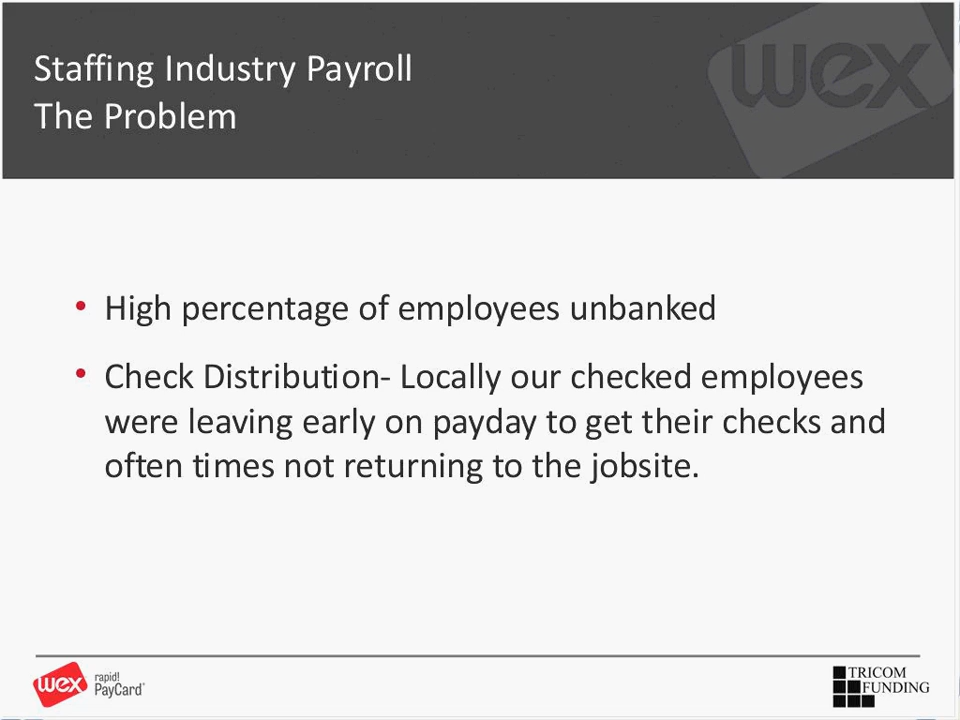 Staffing Industry Payroll
The Problem
wex
• High percentage of employees unbanked
• Check Distribution- Locally our checked employees
were leaving early on payday to get their checks and
often times not returning to the jobsite.
wex rapid!
PayCard®
TRICOM
FUNDING